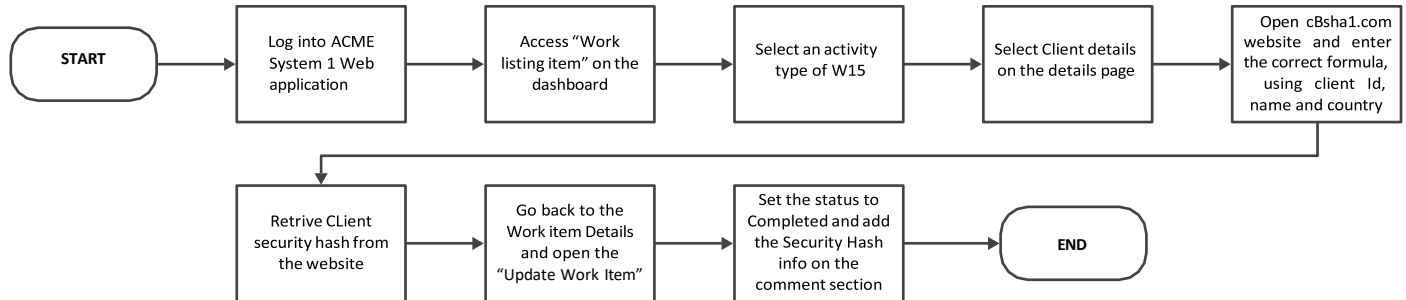 START
Log into ACME
System 1 Web
application
Access “Work
listing item” on the
dashboard
Select an activity
type of W15
Select Client details
on the details page
Open cBsha1.com
website and enter
the correct formula,
using client Id,
name and country
Retrive CLient
security hash from
the website
Go back to the
Work item Details
and open the
“Update Work Item”
Set the status to
Completed and add
the Security Hash
info on the
comment section
END